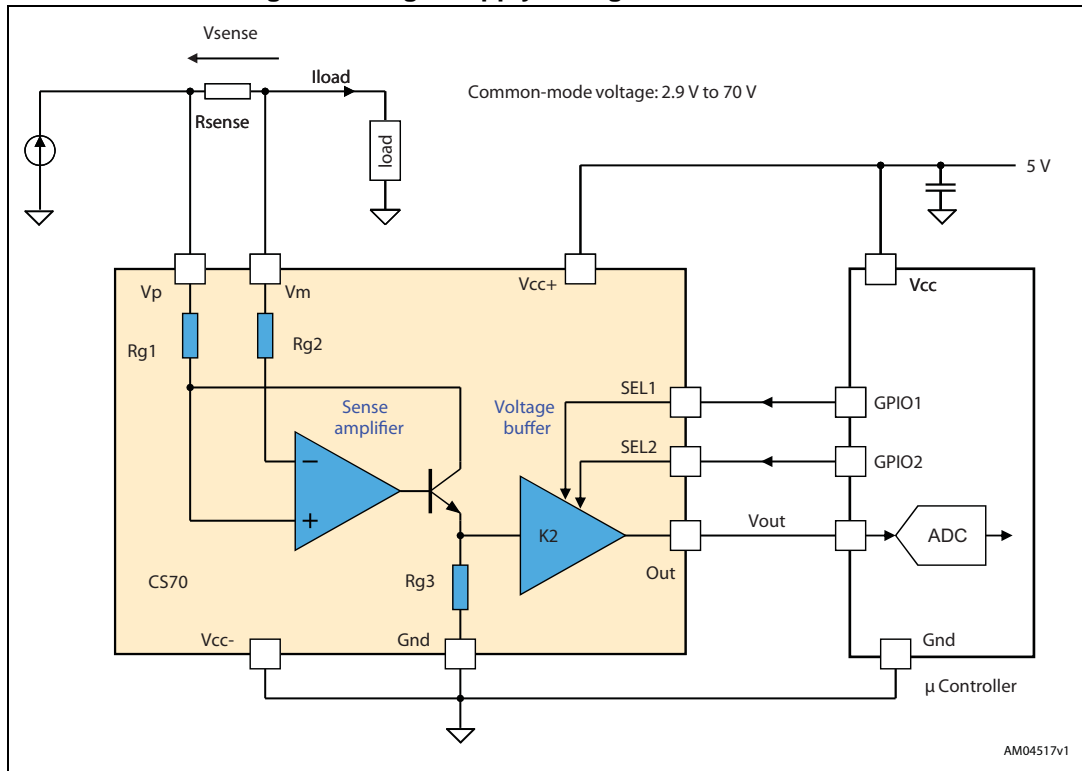 Vsense
Iload
Common-mode voltage: 2.9 V to 70 V
Rsense
load
5 V
Vp
Vm
Vcc+
Vcc
Rg1
Rg2
SEL1
GPIO1
Sense
amplifier
Voltage
buffer
SEL2
GPIO2
−
+
K2
Vout
ADC
Out
CS70
Rg3
Vcc-
Gnd
Gnd
μ Controller
AM04517v1